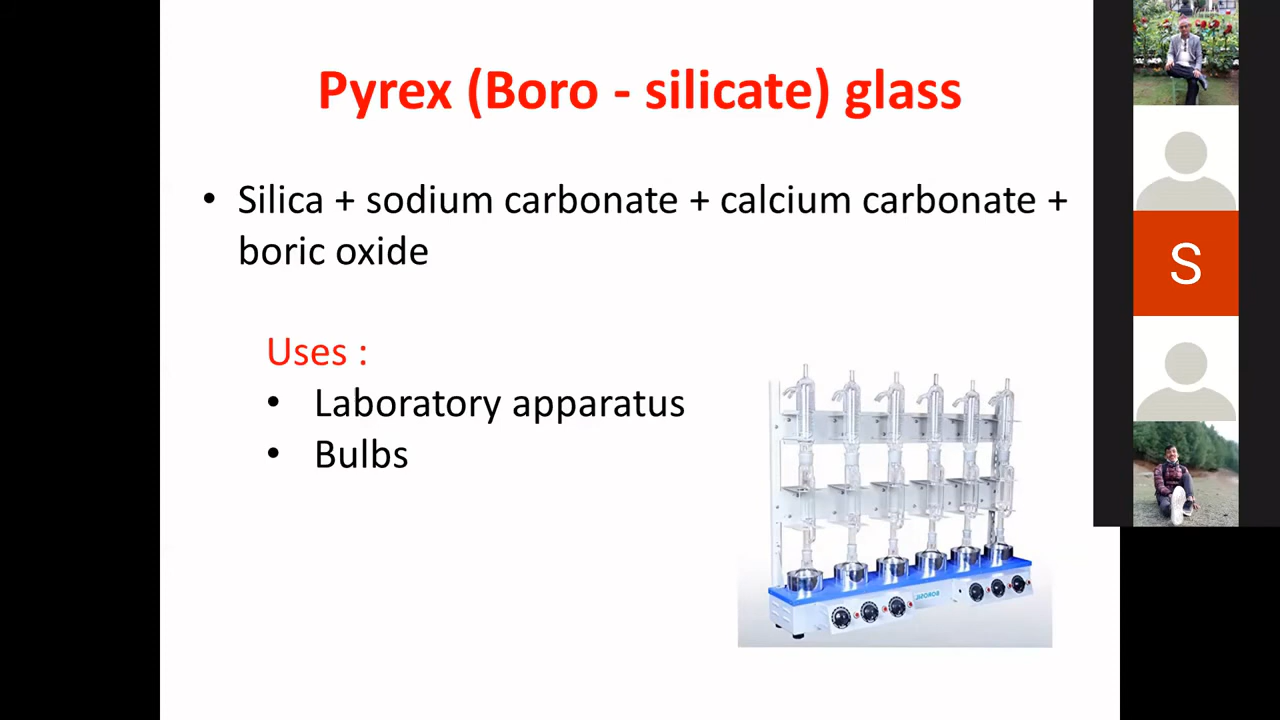 Pyrex (Boro - silicate) glass
• Silica + sodium carbonate + calcium carbonate +
boric oxide
Uses :
• Laboratory apparatus
• Bulbs
S